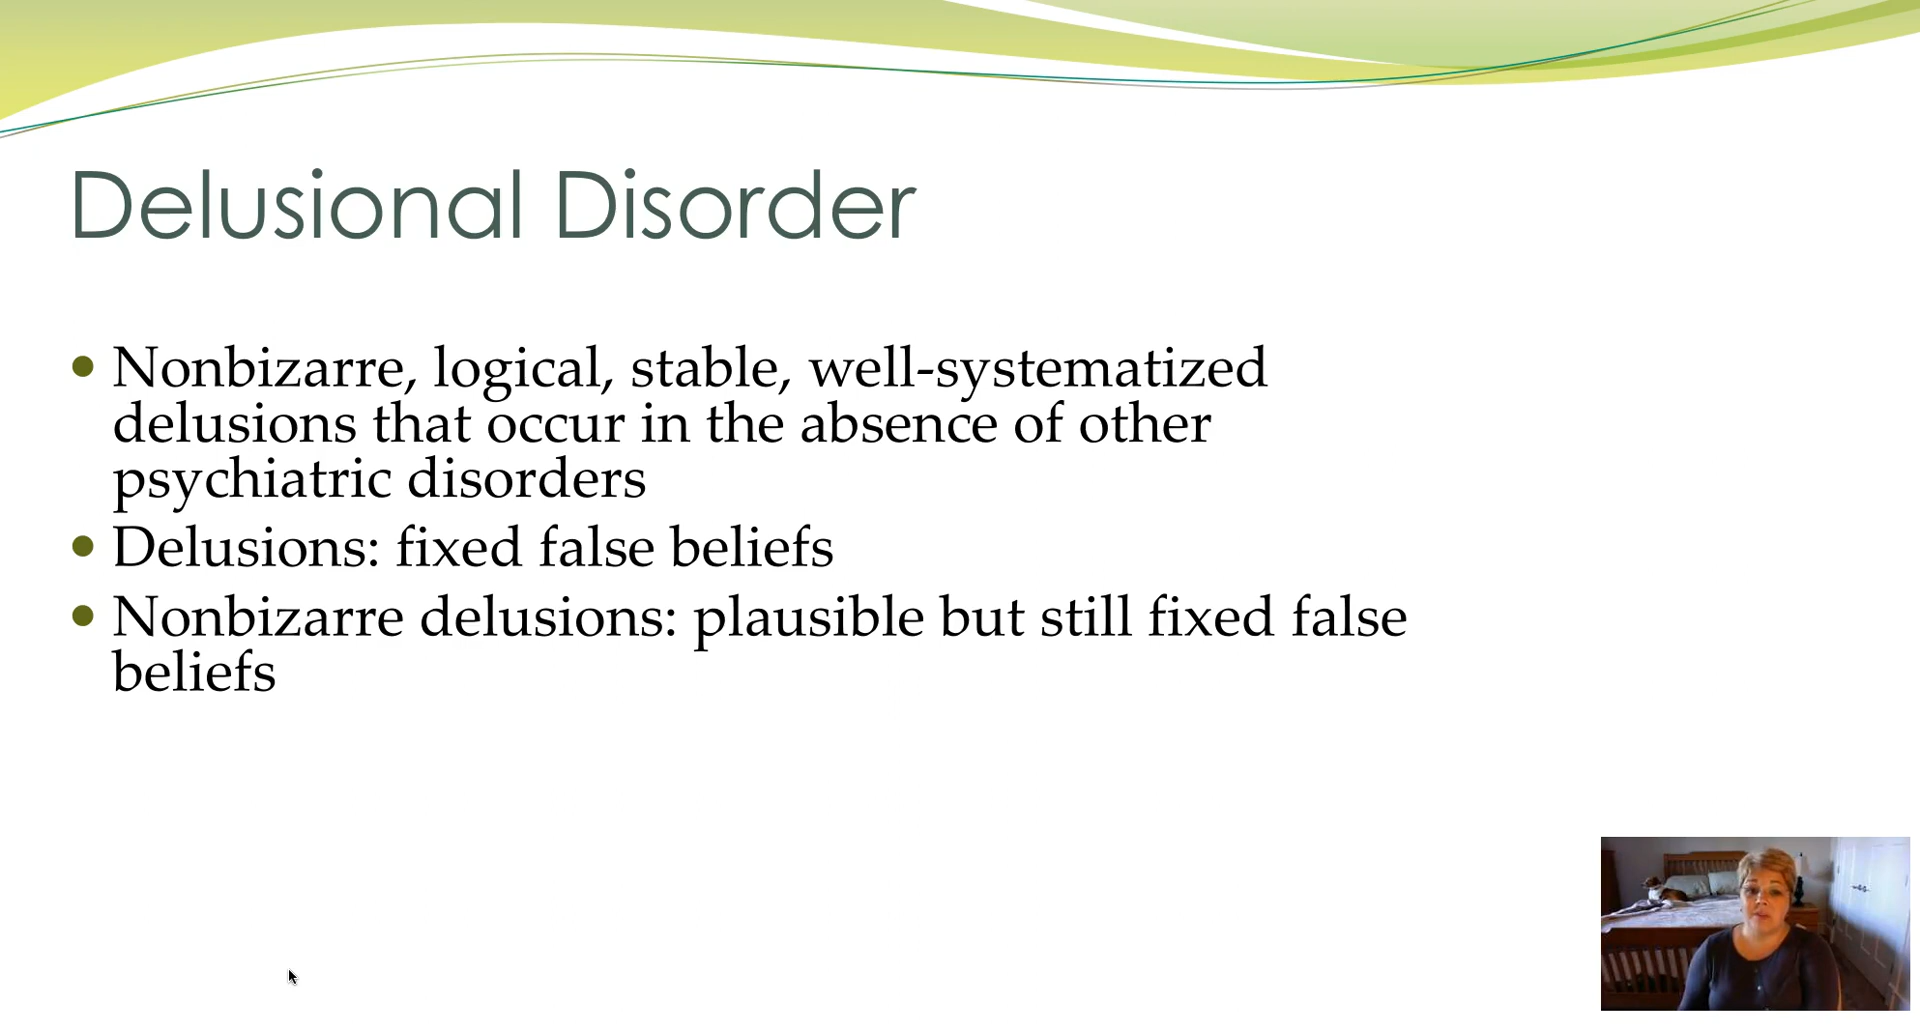 Delusional Disorder
• Nonbizarre, logical, stable, well-systematized
delusions that occur in the absence of other
psychiatric disorders
• Delusions: fixed false beliefs
• Nonbizarre delusions: plausible but still fixed false
beliefs